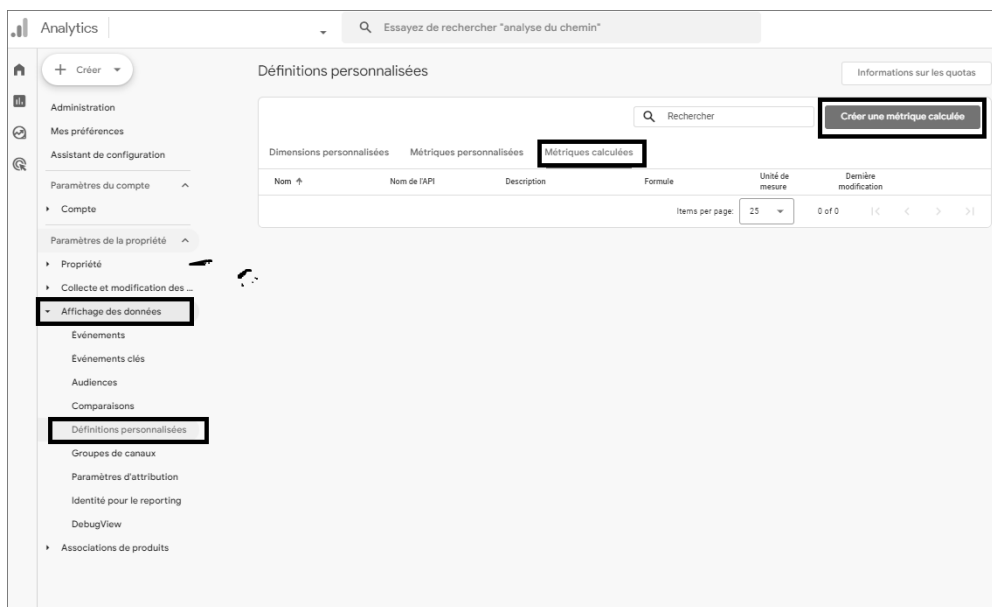 Analytics
Essayez de rechercher "analyse du chemin"
Créer
Administration
Mes préférences
Assistant de configuration
Paramètres du compte
Compte
Paramètres de la propriété
Propriété
Collecte et modification des ...
Affichage des données
Événements
Événements clés
Audiences
Comparaisons
Définitions personnalisées
Groupes de canaux
Paramètres d'attribution
Identité pour le reporting
DebugView
Associations de produits
Définitions personnalisées
Informations sur les quotas
Rechercher
Créer une métrique calculée
Dimensions personnalisées Métriques personnalisées Métriques calculées
Nom Nom de l'API Description Formule Unité de mesure Dernière modification
Items per page: 25 0 of 0